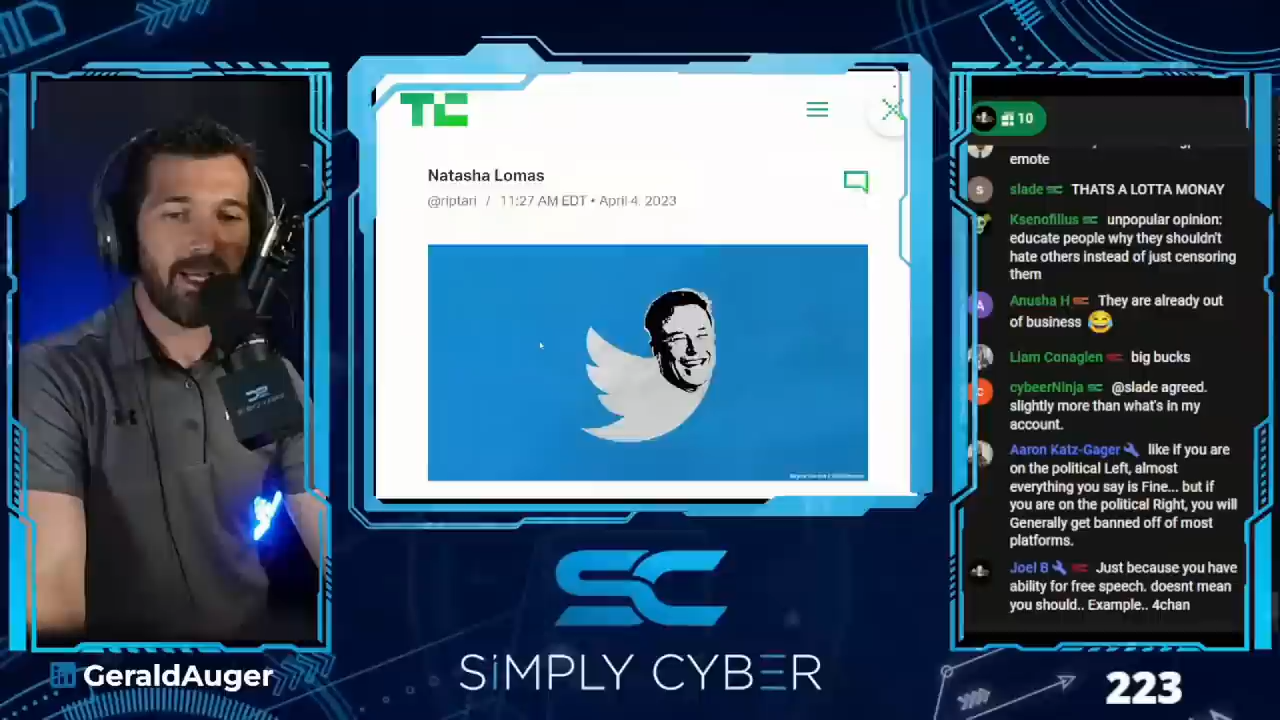 TC
Natasha Lomas
@riptari / 11:27 AM EDT • April 4, 2023
SC
SIMPLY CYBER
in GeraldAuger
10
emote
slade THATS A LOTTA MONAY
Ksenofilus unpopular opinion:
educate people why they shouldn't
hate others instead of just censoring
them
Anusha H They are already out
of business
Liam Conaglen big bucks
cybeerNinja @slade agreed.
slightly more than what's in my
account.
Aaron Katz-Gager like if you are
on the political Left, almost
everything you say is Fine... but if
you are on the political Right, you will
Generally get banned off of most
platforms.
Joel B Just because you have
ability for free speech. doesnt mean
you should.. Example.. 4chan
223